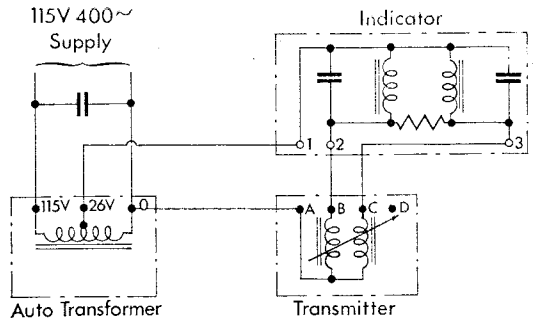 115V 400~
Supply
Indicator
1
2
3
115V
26V
0
A
B
C
D
Auto Transformer
Transmitter